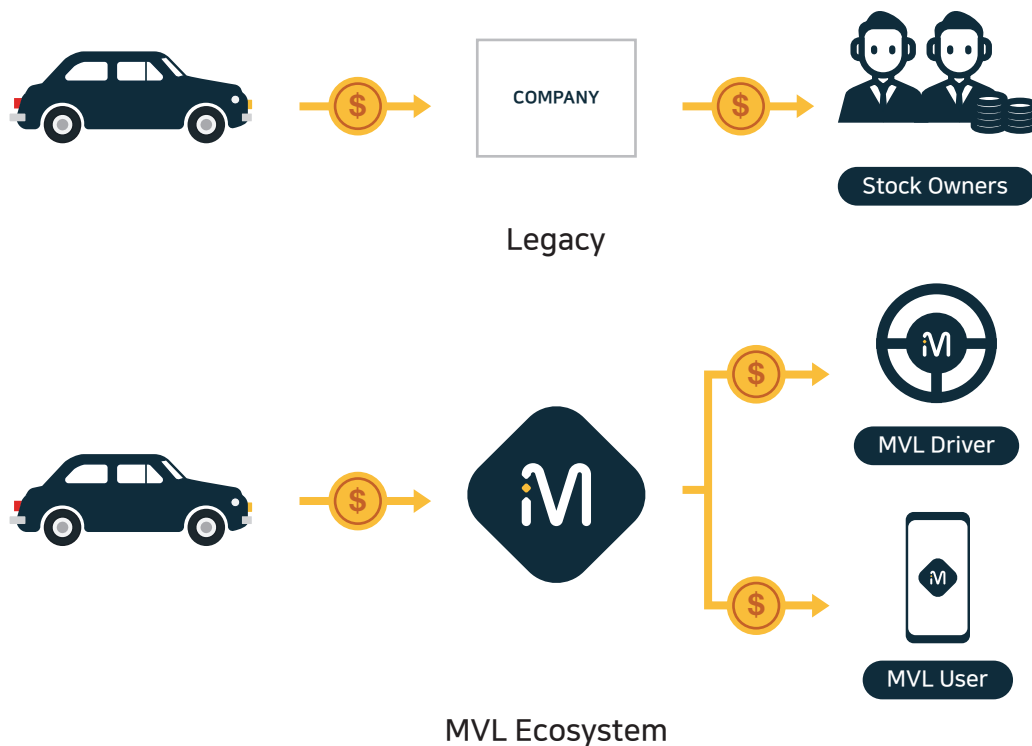 $
COMPANY
$
Stock Owners
Legacy
$
MVL Driver
$
$
MVL User
MVL Ecosystem